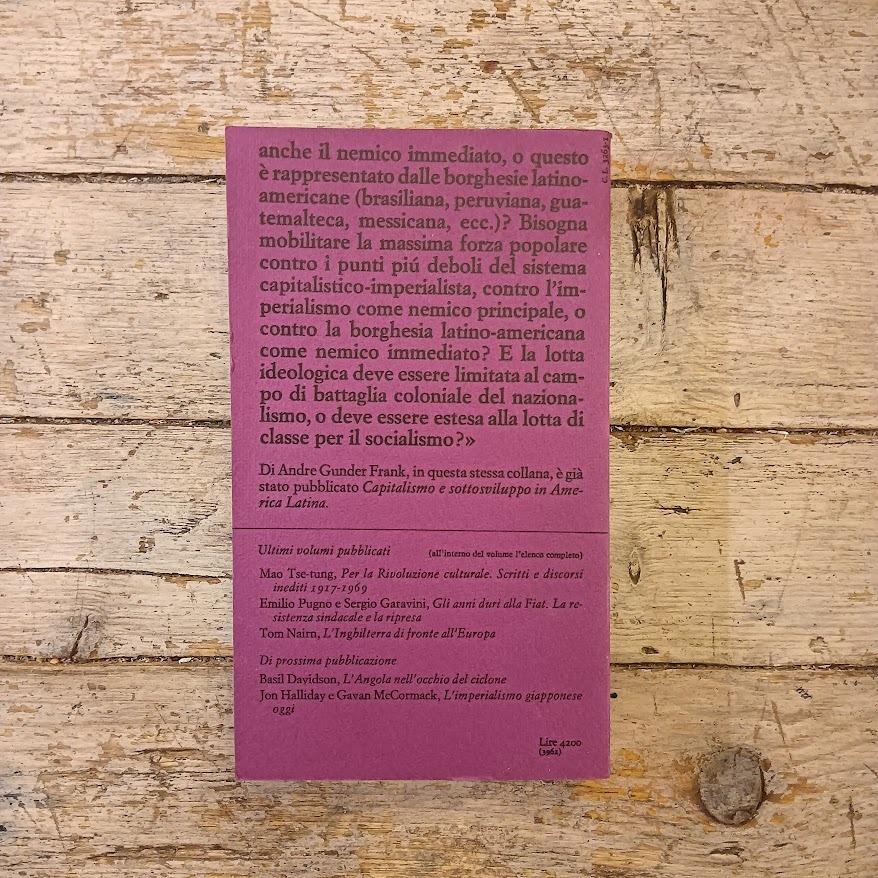 anche il nemico immediato, o questo
è rappresentato dalle borghesie latino-
americane (brasiliana, peruviana, gua-
temalteca, messicana, ecc.)? Bisogna
mobilitare la massima forza popolare
contro i punti piú deboli del sistema
capitalistico-imperialista, contro l'im-
perialismo come nemico principale, o
contro la borghesia latino-americana
come nemico immediato? E la lotta
ideologica deve essere limitata al cam-
po di battaglia coloniale del naziona-
lismo, o deve essere estesa alla lotta di
classe per il socialismo?»
Di Andre Gunder Frank, in questa stessa collana, è già
stato pubblicato Capitalismo e sottosviluppo in Ame-
rica Latina.
Ultimi volumi pubblicati (all'interno del volume l'elenco completo)
Mao Tse-tung, Per la Rivoluzione culturale. Scritti e discorsi
inediti 1917-1969
Emilio Pugno e Sergio Garavini, Gli anni duri alla Fiat. La re-
sistenza sindacale e la ripresa
Tom Nairn, L'Inghilterra di fronte all'Europa
Di prossima pubblicazione
Basil Davidson, L'Angola nell'occhio del ciclone
Jon Halliday e Gavan McCormack, L'imperialismo giapponese
oggi
Lire 4200
(3962)
C.L.